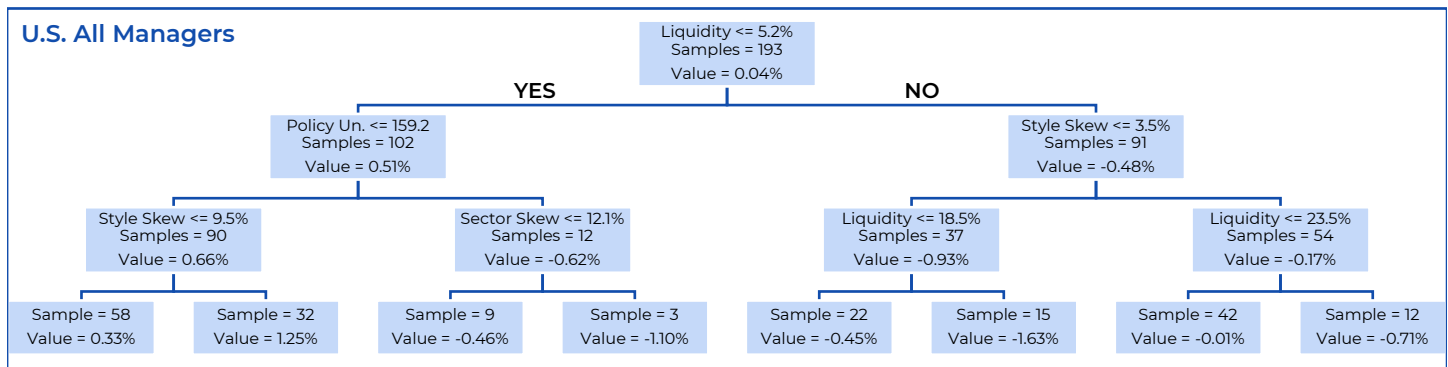 U.S. All Managers
Liquidity <= 5.2%
Samples = 193
Value = 0.04%
YES
NO
Policy Un. <= 159.2
Samples = 102
Value = 0.51%
Style Skew <= 3.5%
Samples = 91
Value = -0.48%
Style Skew <= 9.5%
Samples = 90
Value = 0.66%
Sector Skew <= 12.1%
Samples = 12
Value = -0.62%
Liquidity <= 18.5%
Samples = 37
Value = -0.93%
Liquidity <= 23.5%
Samples = 54
Value = -0.17%
Sample = 58
Value = 0.33%
Sample = 32
Value = 1.25%
Sample = 9
Value = -0.46%
Sample = 3
Value = -1.10%
Sample = 22
Value = -0.45%
Sample = 15
Value = -1.63%
Sample = 42
Value = -0.01%
Sample = 12
Value = -0.71%